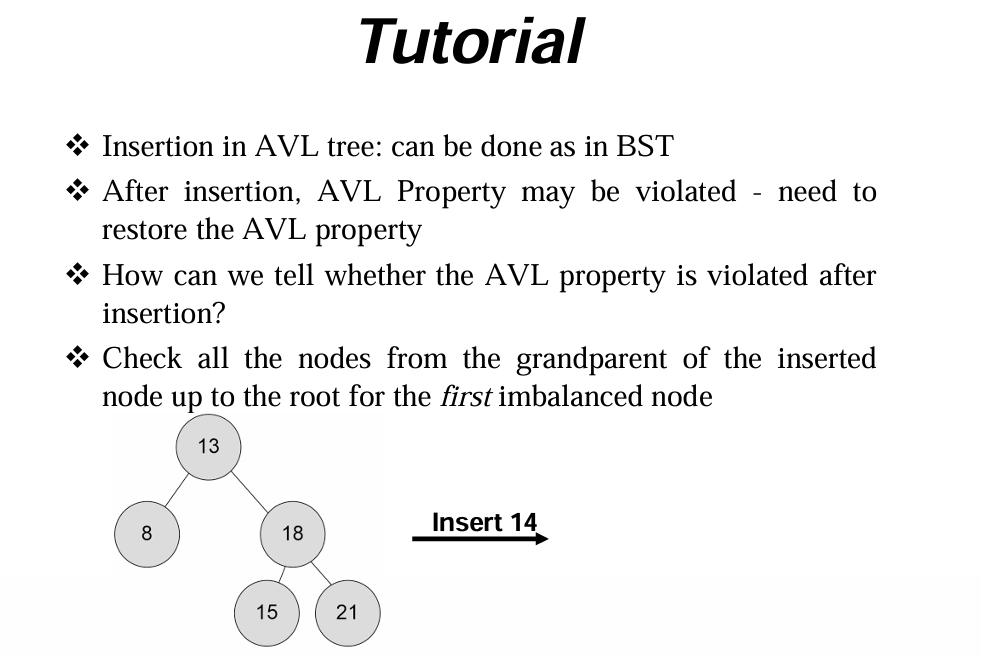 Tutorial
❖ Insertion in AVL tree: can be done as in BST
❖ After insertion, AVL Property may be violated - need to
restore the AVL property
❖ How can we tell whether the AVL property is violated after
insertion?
❖ Check all the nodes from the grandparent of the inserted
node up to the root for the first imbalanced node
13
Insert 14
8
18
15
21